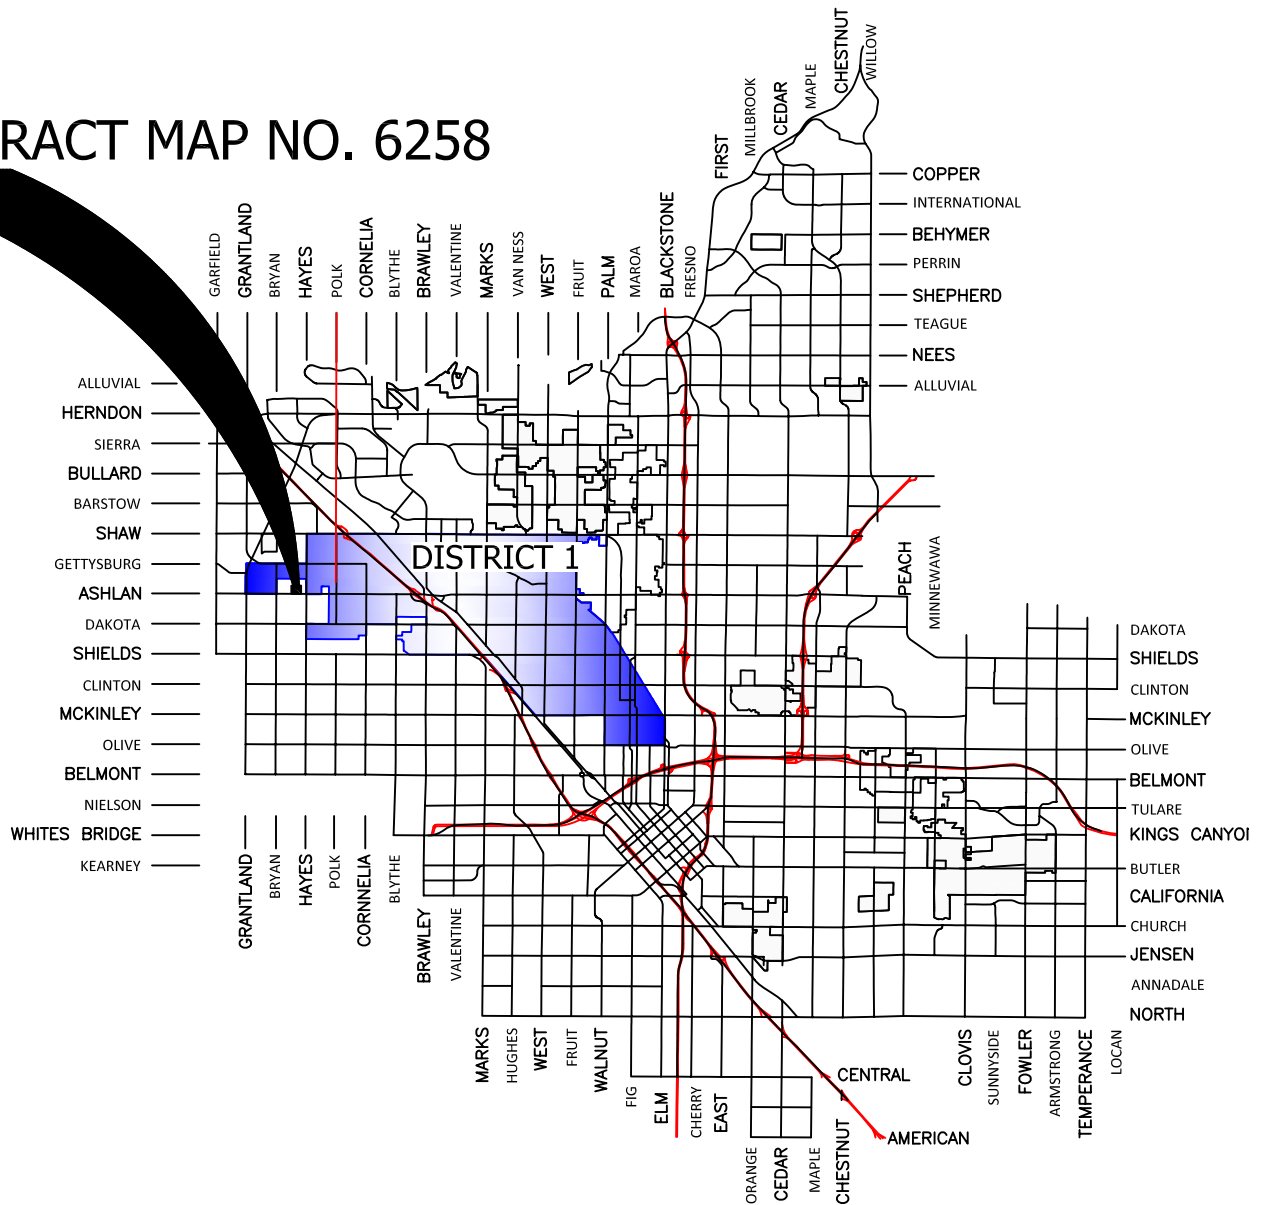 RACT MAP NO. 6258
CHESTNUT
WILLOW
MAPLE
CEDAR
MILLBROOK
FIRST
COPPER
INTERNATIONAL
BEHYMER
PERRIN
SHEPHERD
TEAGUE
NEES
ALLUVIAL
GARFIELD
GRANTLAND
BRYAN
HAYES
POLK
CORNELIA
BLYTHE
BRAWLEY
VALENTINE
MARKS
VAN NESS
WEST
FRUIT
PALM
MAROA
BLACKSTONE
FRESNO
ALLUVIAL
HERNDON
SIERRA
BULLARD
BARSTOW
SHAW
GETTYSBURG
ASHLAN
DAKOTA
SHIELDS
CLINTON
MCKINLEY
OLIVE
BELMONT
NIELSON
WHITES BRIDGE
KEARNEY
DISTRICT 1
PEACH
MINNEWAWA
DAKOTA
SHIELDS
CLINTON
MCKINLEY
OLIVE
BELMONT
TULARE
KINGS CANYO
BUTLER
CALIFORNIA
CHURCH
JENSEN
ANNADALE
NORTH
GRANTLAND
BRYAN
HAYES
POLK
CORNNELIA
BLYTHE
BRAWLEY
VALENTINE
MARKS
HUGHES
WEST
FRUIT
WALNUT
FIG
ELM
CHERRY
EAST
ORANGE
CEDAR
MAPLE
CHESTNUT
CENTRAL
AMERICAN
CLOVIS
SUNNYSIDE
FOWLER
ARMSTRONG
TEMPERANCE
LOCAN